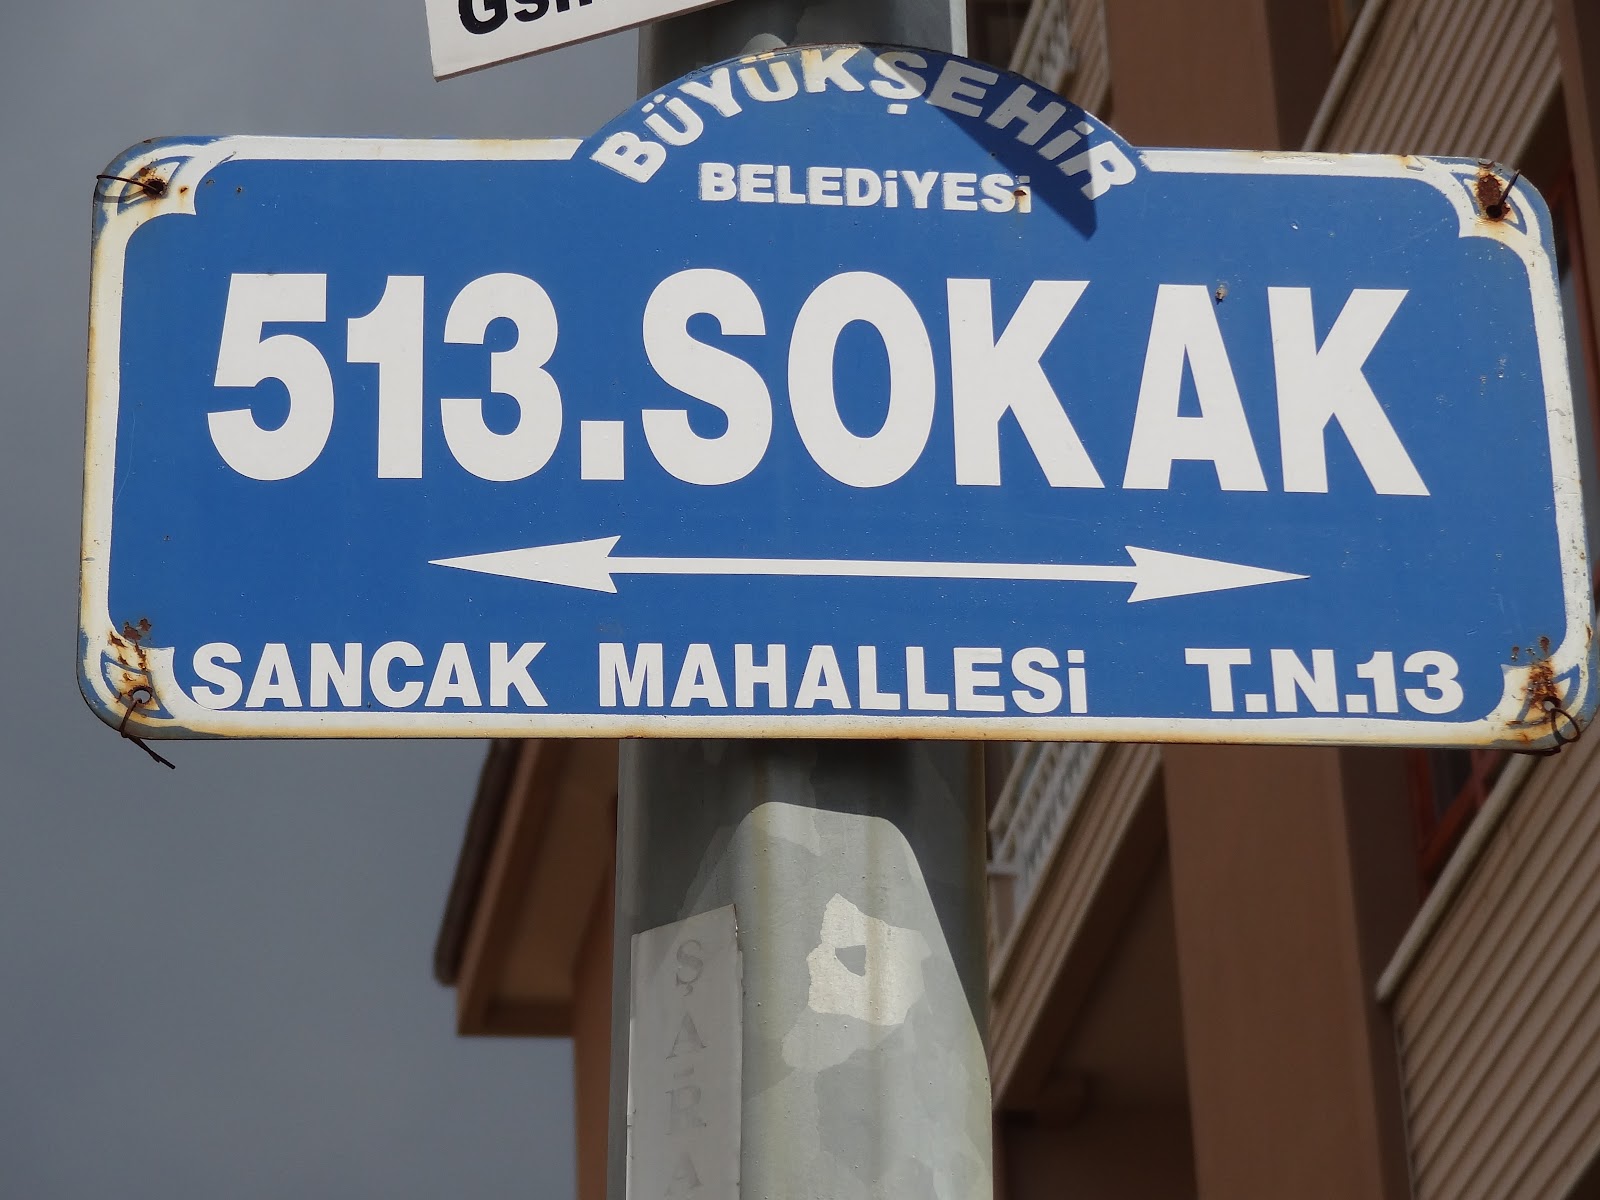 BÜYÜKŞEHİR
BELEDİYESİ
513.SOKAK
SANCAK MAHALLESİ T.N.13